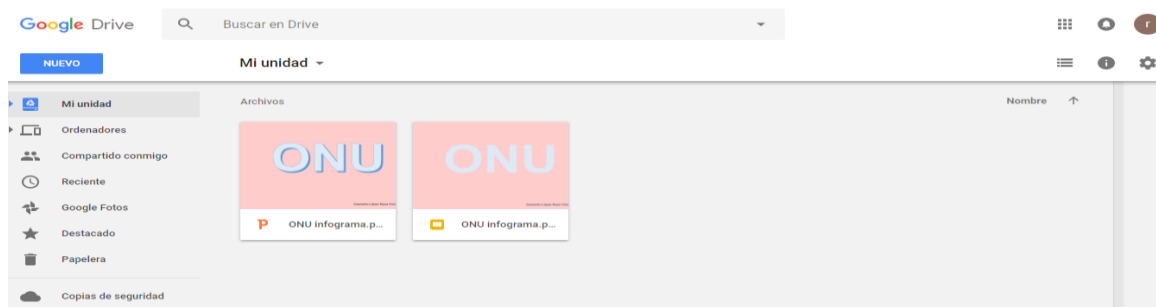 Google Drive
Buscar en Drive
r
NUEVO
Mi unidad
Mi unidad
Ordenadores
Compartido conmigo
Reciente
Google Fotos
Destacado
Papelera
Copias de seguridad
Archivos
Nombre
ONU
P ONU infograma.p...
ONU
ONU infograma.p...